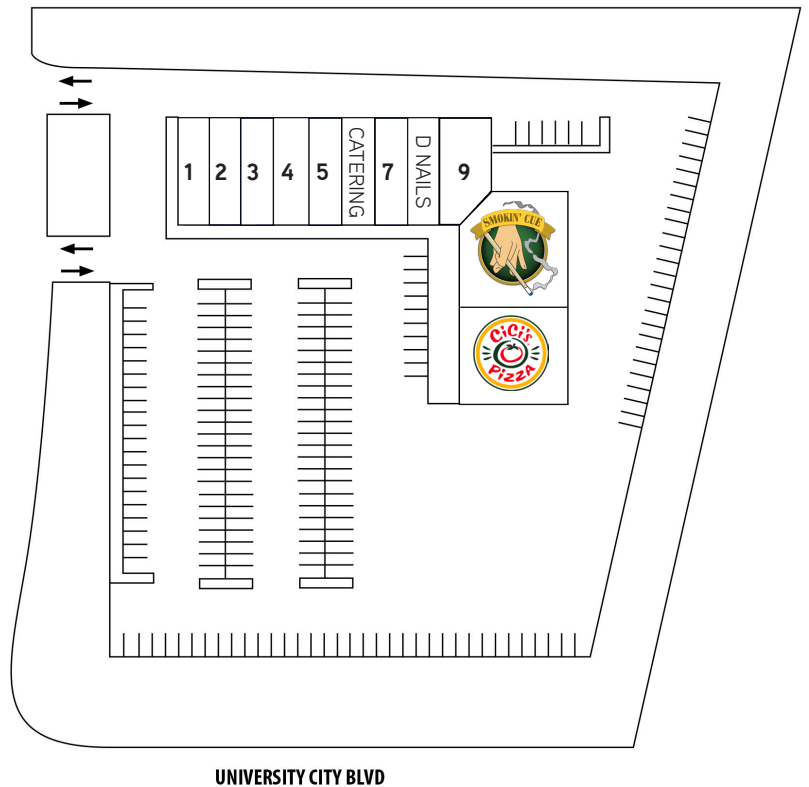 1
2
3
4
5
CATERING
7
D NAILS
9
SMOKIN' CUE
CiCi's
PiZZA
UNIVERSITY CITY BLVD